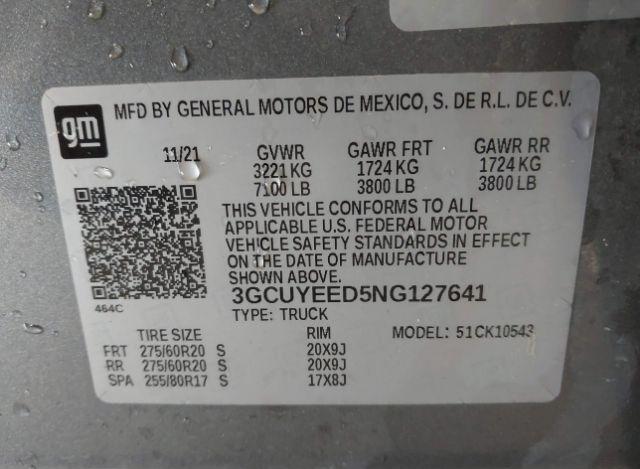 gm
MFD BY GENERAL MOTORS DE MEXICO, S. DE R.L. DE C.V.
11/21 GVWR GAWR FRT GAWR RR
3221 KG 1724 KG 1724 KG
7100 LB 3800 LB 3800 LB
THIS VEHICLE CONFORMS TO ALL
APPLICABLE U.S. FEDERAL MOTOR
VEHICLE SAFETY STANDARDS IN EFFECT
ON THE DATE OF MANUFACTURE
SHOWN ABOVE.
464C 3GCUYEED5NG127641
TYPE: TRUCK
TIRE SIZE RIM MODEL: 51CK10543
FRT 275/60R20 S 20X9J
RR 275/60R20 S 20X9J
SPA 255/80R17 S 17X8J